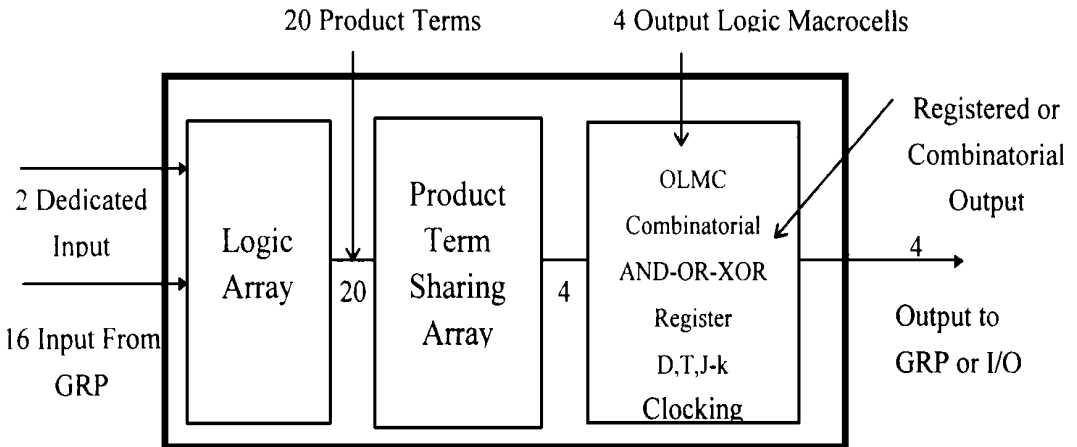 20 Product Terms
4 Output Logic Macrocells
2 Dedicated
Input
16 Input From
GRP
Logic
Array
20
Product
Term
Sharing
Array
4
OLMC
Combinatorial
AND-OR-XOR
Register
D,T,J-k
Clocking
Registered or
Combinatorial
Output
4
Output to
GRP or I/O